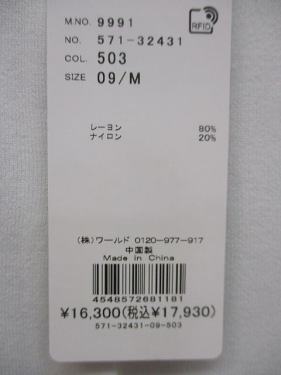 M.NO. 9991
RFID
NO. 571-32431
COL. 503
SIZE 09/M
レーヨン 80%
ナイロン 20%
(株)ワールド 0120-977-917
中国製
Made in China
4548572681181
¥16,300(税込¥17,930)
571-32431-09-503